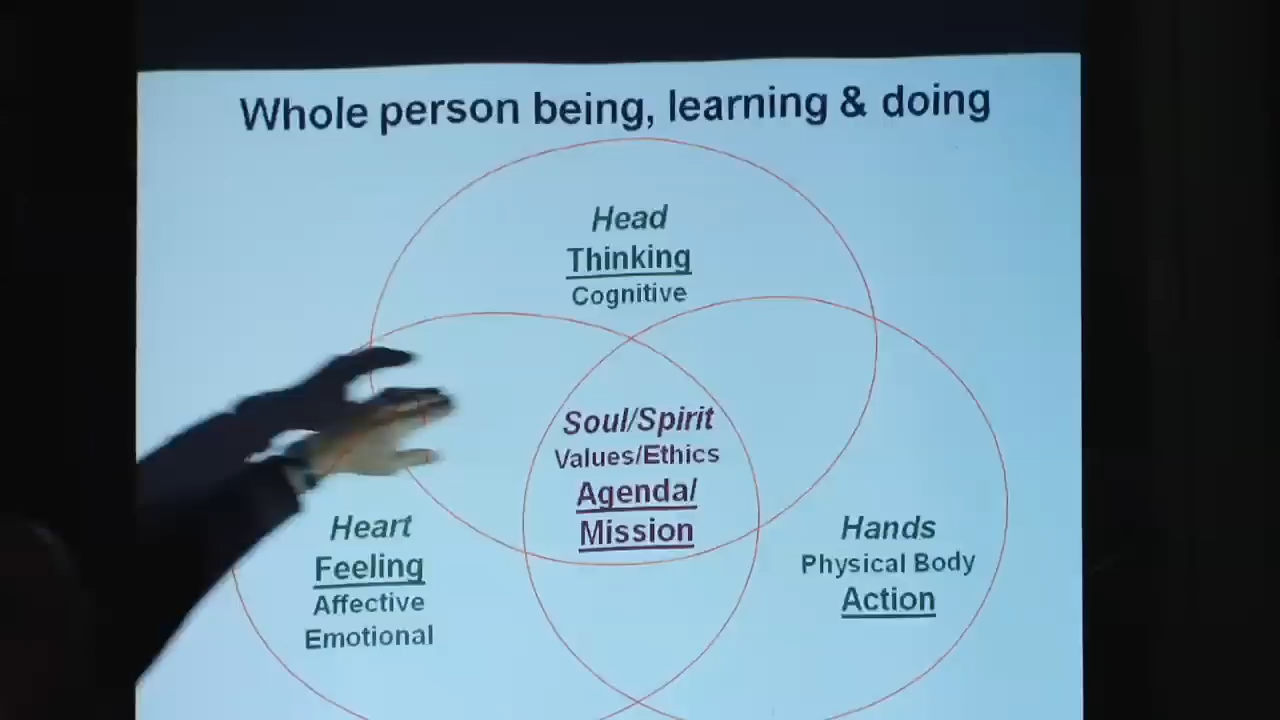 Whole person being, learning & doing
Head
Thinking
Cognitive
Soul/Spirit
Values/Ethics
Agenda/
Mission
Heart
Feeling
Affective
Emotional
Hands
Physical Body
Action